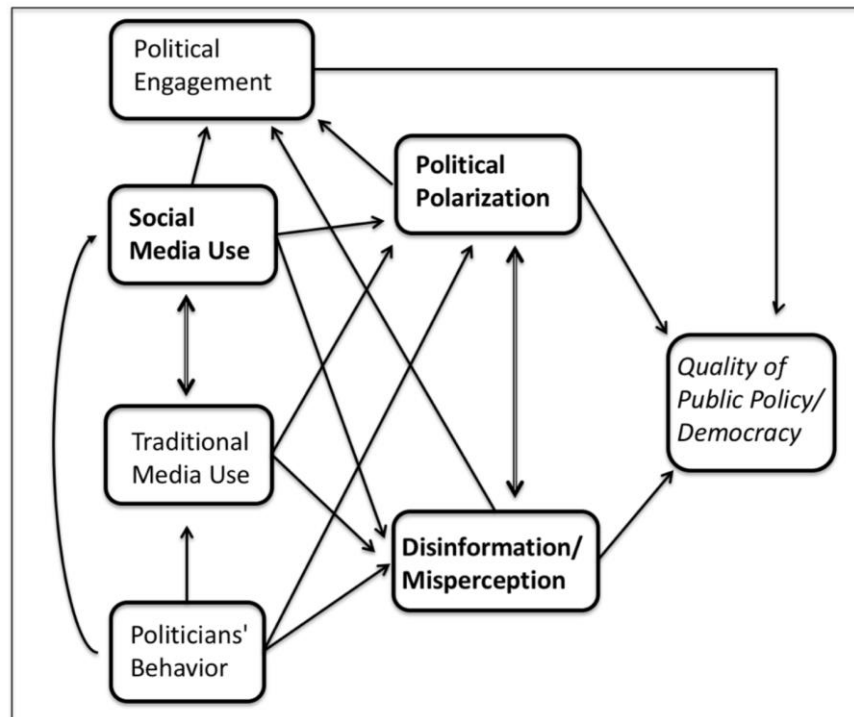 Political
Engagement
Political
Polarization
Social
Media Use
Quality of
Public Policy/
Democracy
Traditional
Media Use
Disinformation/
Misperception
Politicians'
Behavior